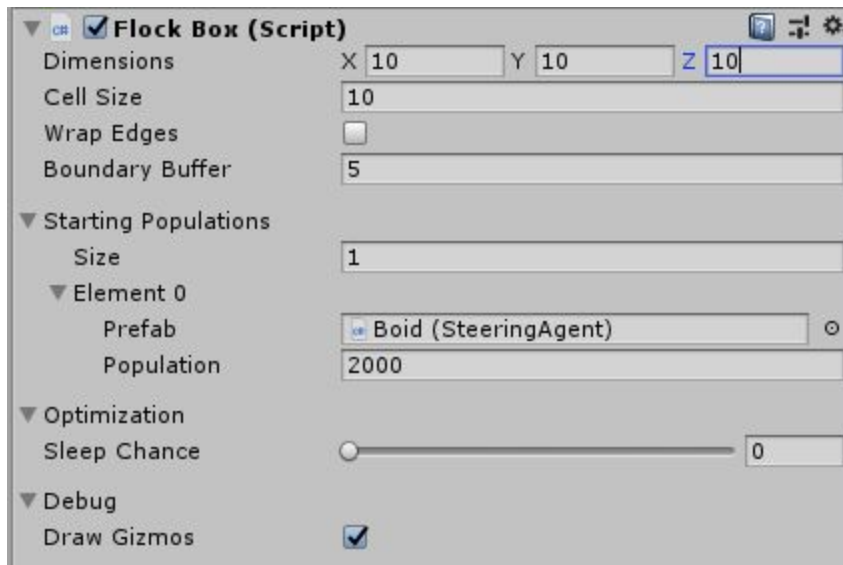 Flock Box (Script)
Dimensions X 10 Y 10 Z 10
Cell Size 10
Wrap Edges
Boundary Buffer 5
Starting Populations
Size 1
Element 0
Prefab Boid (SteeringAgent)
Population 2000
Optimization
Sleep Chance 0
Debug
Draw Gizmos